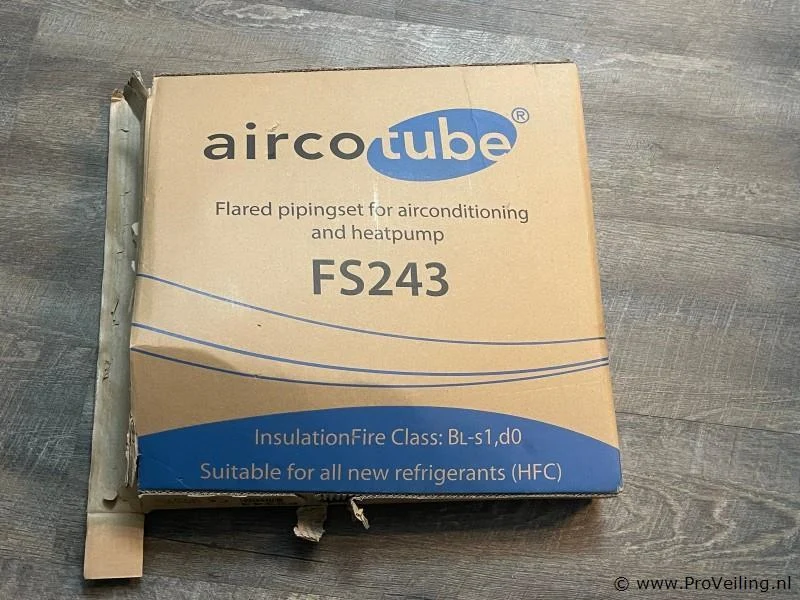 aircotube®
Flared pipingset for airconditioning
and heatpump
FS243
InsulationFire Class: BL-s1,d0
Suitable for all new refrigerants (HFC)
© www.ProVeiling.nl